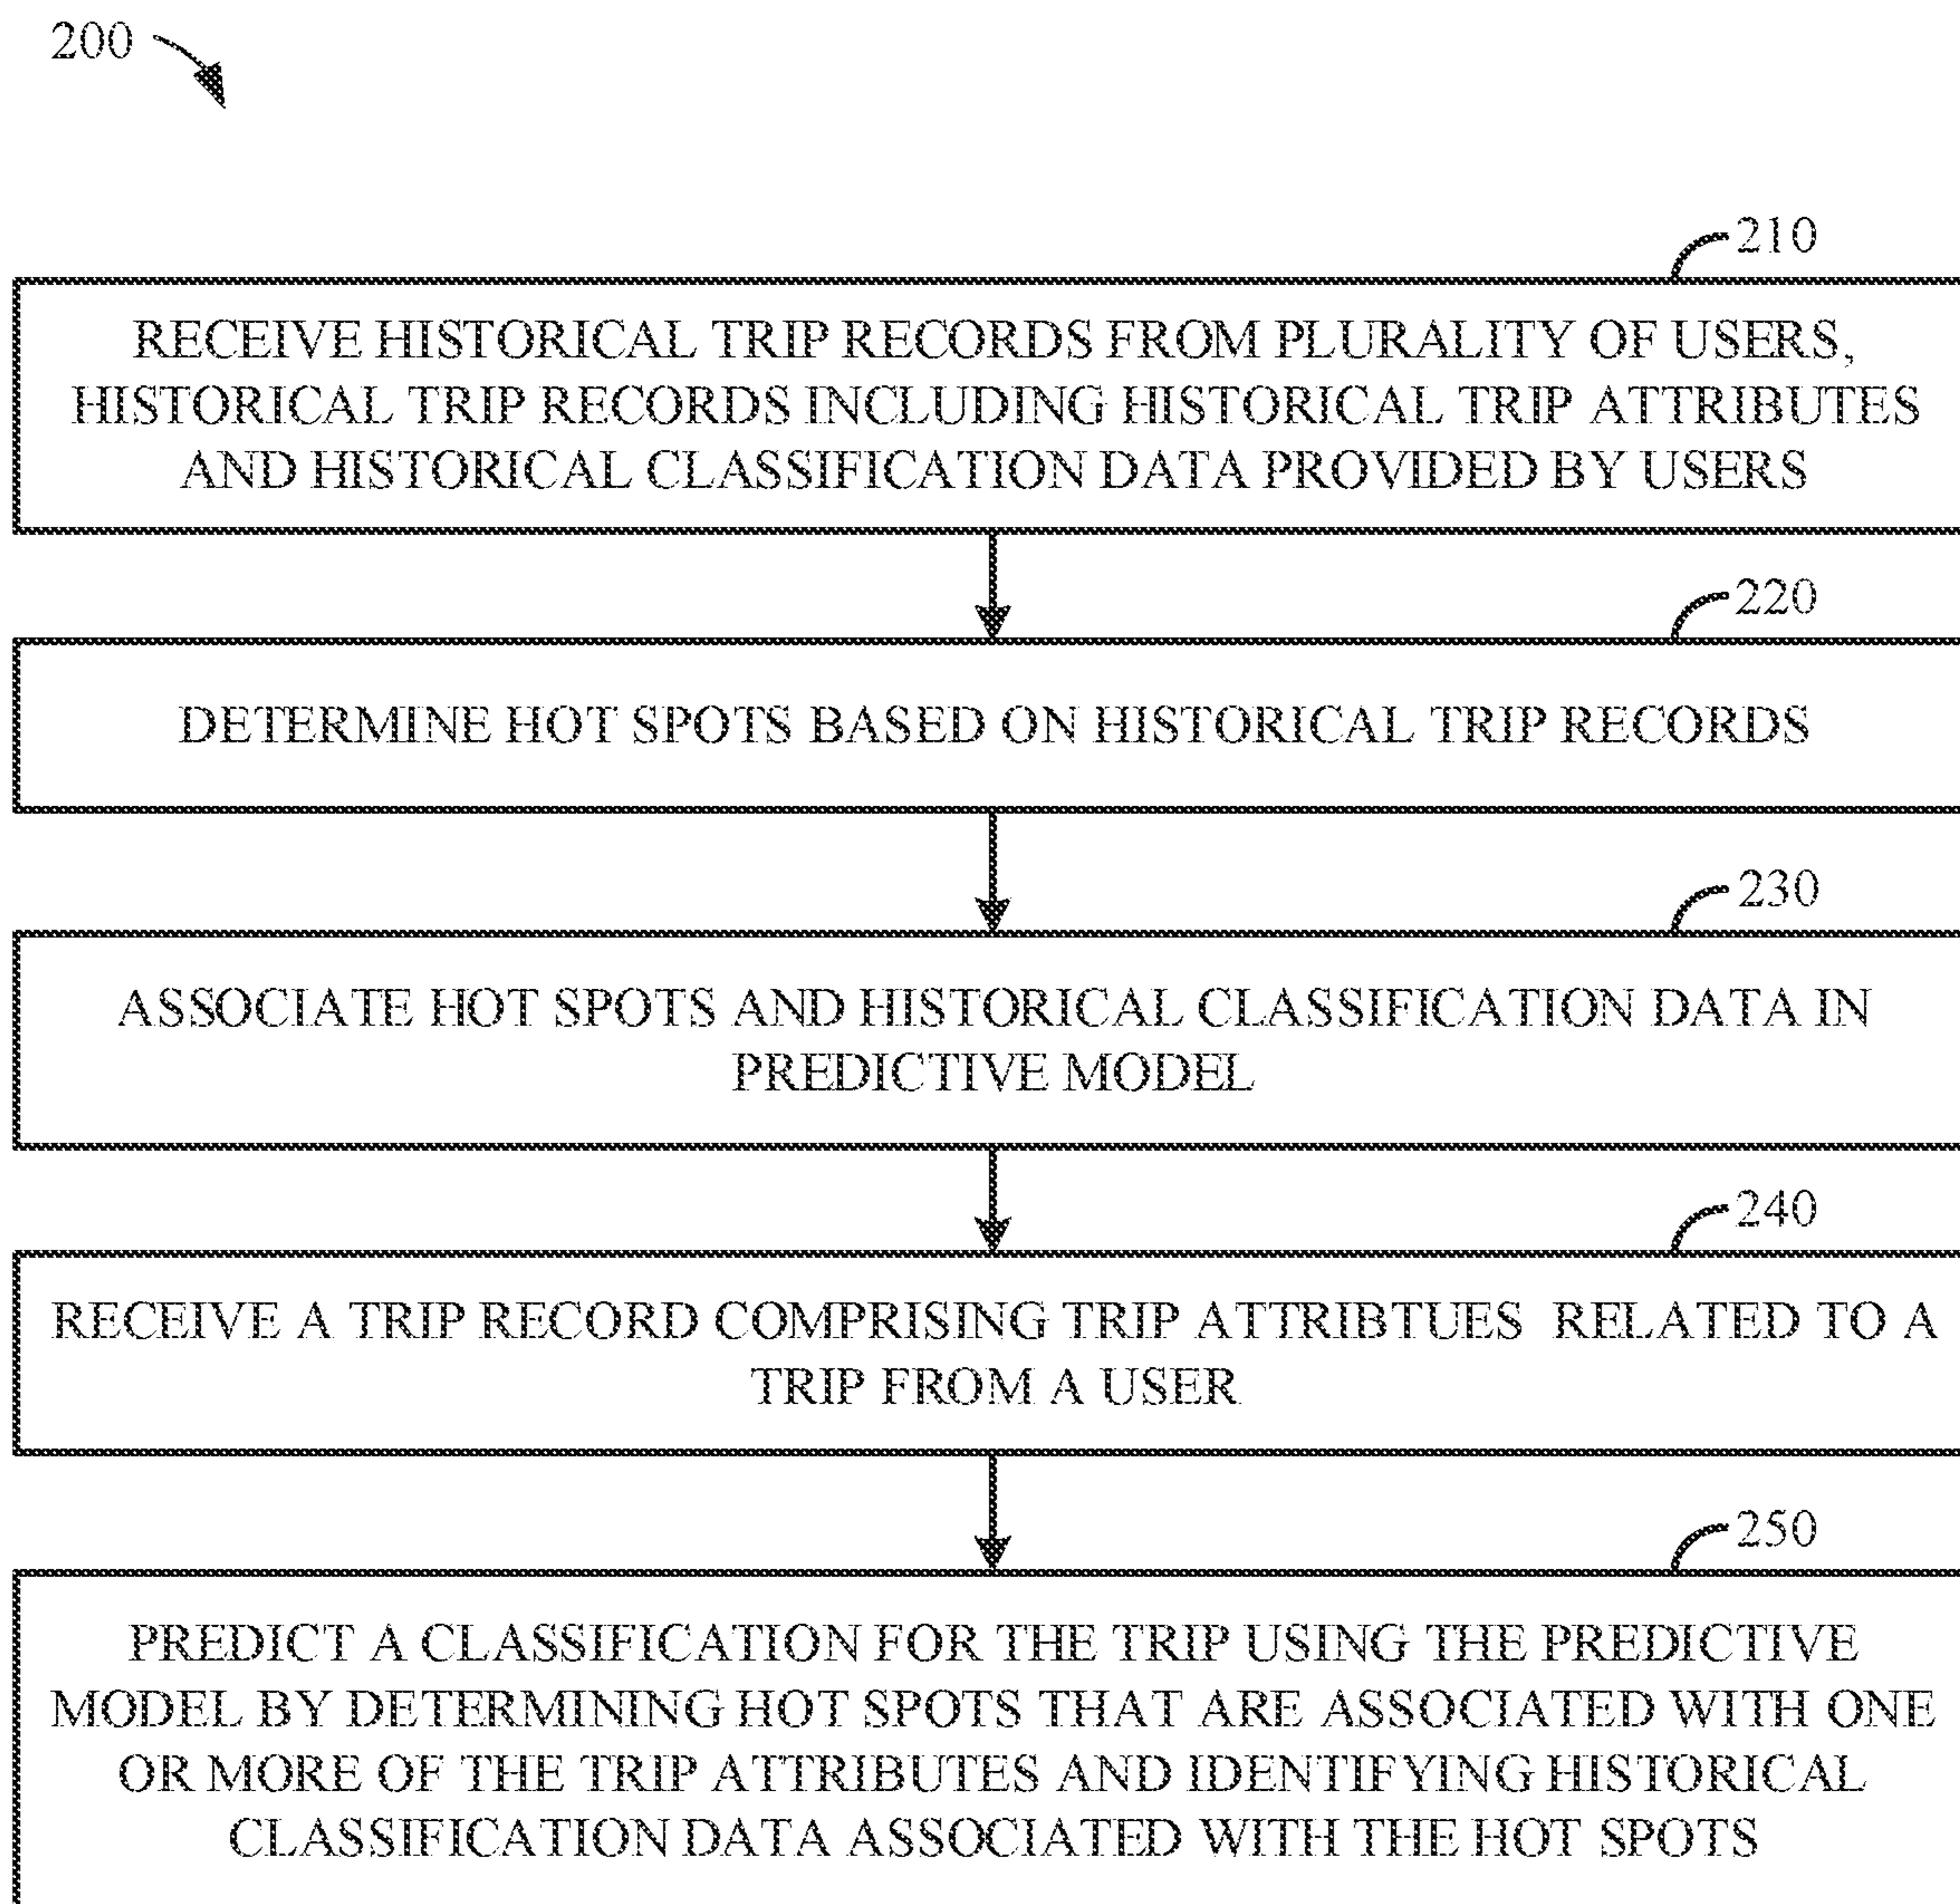 200
210
RECEIVE HISTORICAL TRIP RECORDS FROM PLURALITY OF USERS,
HISTORICAL TRIP RECORDS INCLUDING HISTORICAL TRIP ATTRIBUTES
AND HISTORICAL CLASSIFICATION DATA PROVIDED BY USERS
220
DETERMINE HOT SPOTS BASED ON HISTORICAL TRIP RECORDS
230
ASSOCIATE HOT SPOTS AND HISTORICAL CLASSIFICATION DATA IN
PREDICTIVE MODEL
240
RECEIVE A TRIP RECORD COMPRISING TRIP ATTRIBTUES RELATED TO A
TRIP FROM A USER
250
PREDICT A CLASSIFICATION FOR THE TRIP USING THE PREDICTIVE
MODEL BY DETERMINING HOT SPOTS THAT ARE ASSOCIATED WITH ONE
OR MORE OF THE TRIP ATTRIBUTES AND IDENTIFYING HISTORICAL
CLASSIFICATION DATA ASSOCIATED WITH THE HOT SPOTS